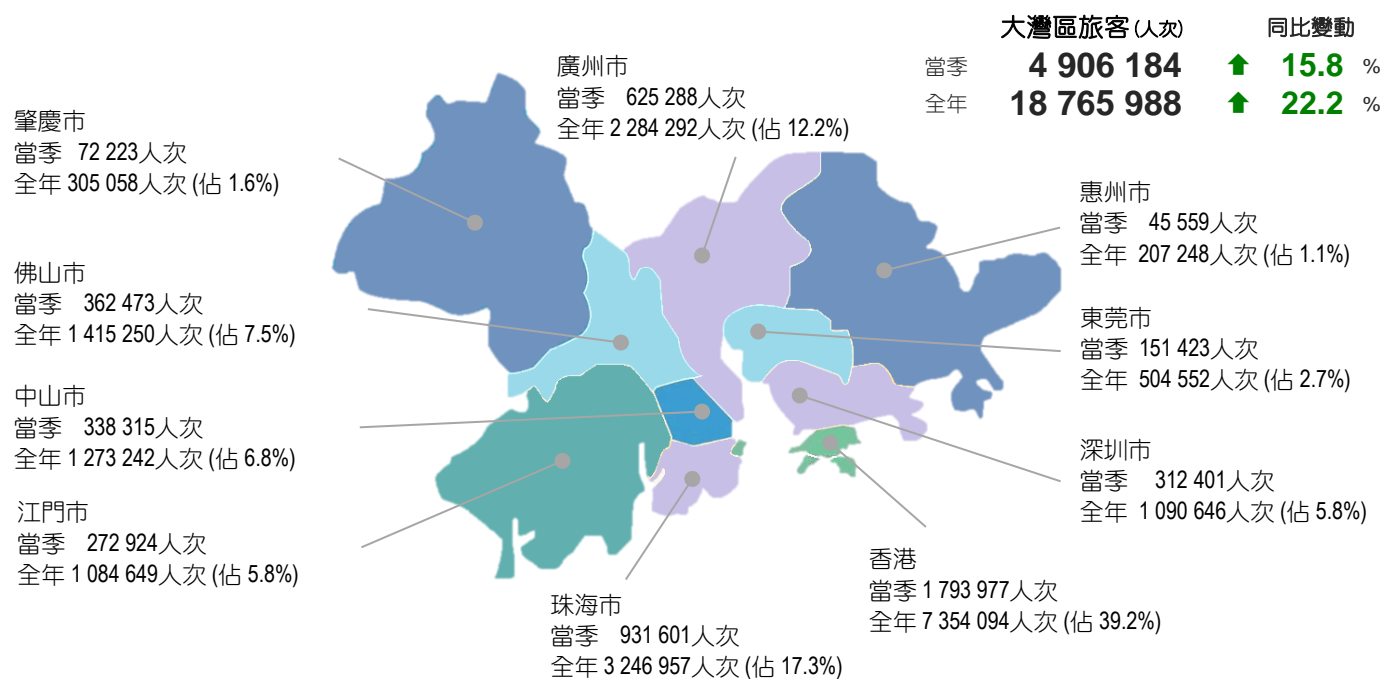 大灣區旅客(人次) 同比變動
當季 4 906 184 15.8 %
全年 18 765 988 22.2 %
廣州市
當季 625 288人次
全年 2 284 292人次 (佔 12.2%)
肇慶市
當季 72 223人次
全年 305 058人次 (佔 1.6%)
惠州市
當季 45 559人次
全年 207 248人次 (佔 1.1%)
佛山市
當季 362 473人次
全年 1 415 250人次 (佔 7.5%)
東莞市
當季 151 423人次
全年 504 552人次 (佔 2.7%)
中山市
當季 338 315人次
全年 1 273 242人次 (佔 6.8%)
深圳市
當季 312 401人次
全年 1 090 646人次 (佔 5.8%)
江門市
當季 272 924人次
全年 1 084 649人次 (佔 5.8%)
香港
當季 1 793 977人次
全年 7 354 094人次 (佔 39.2%)
珠海市
當季 931 601人次
全年 3 246 957人次 (佔 17.3%)